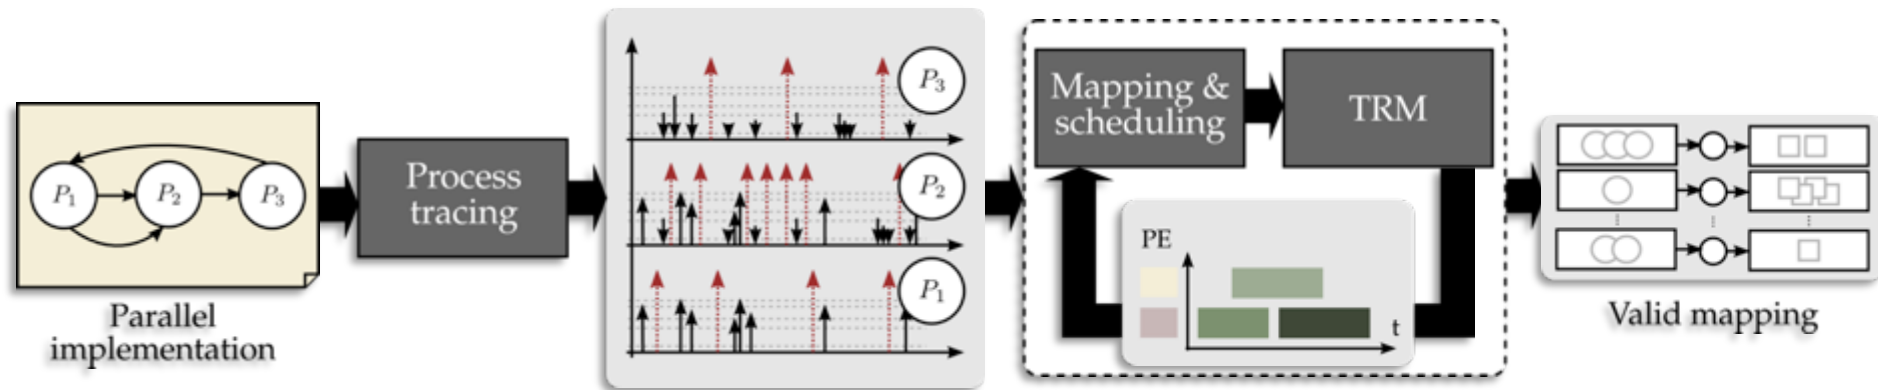 P1
P2
P3
Parallel
implementation
Process
tracing
P3
P2
P1
Mapping &
scheduling
TRM
PE
t
Valid mapping